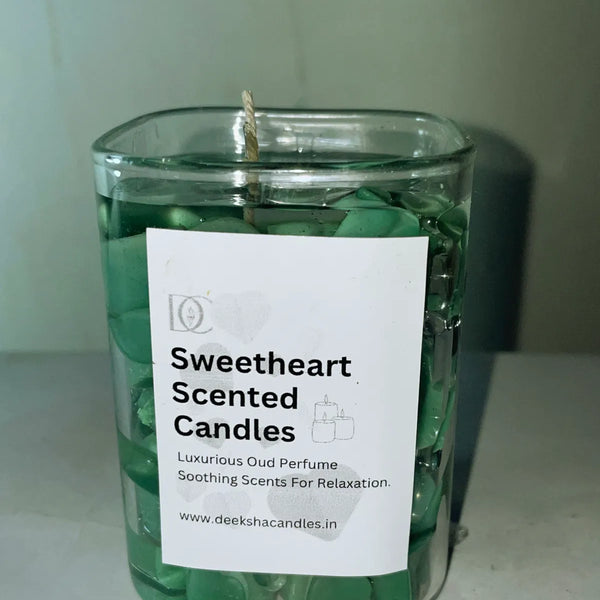 DC
Sweetheart
Scented
Candles
Luxurious Oud Perfume
Soothing Scents For Relaxation.
www.deekshacandles.in